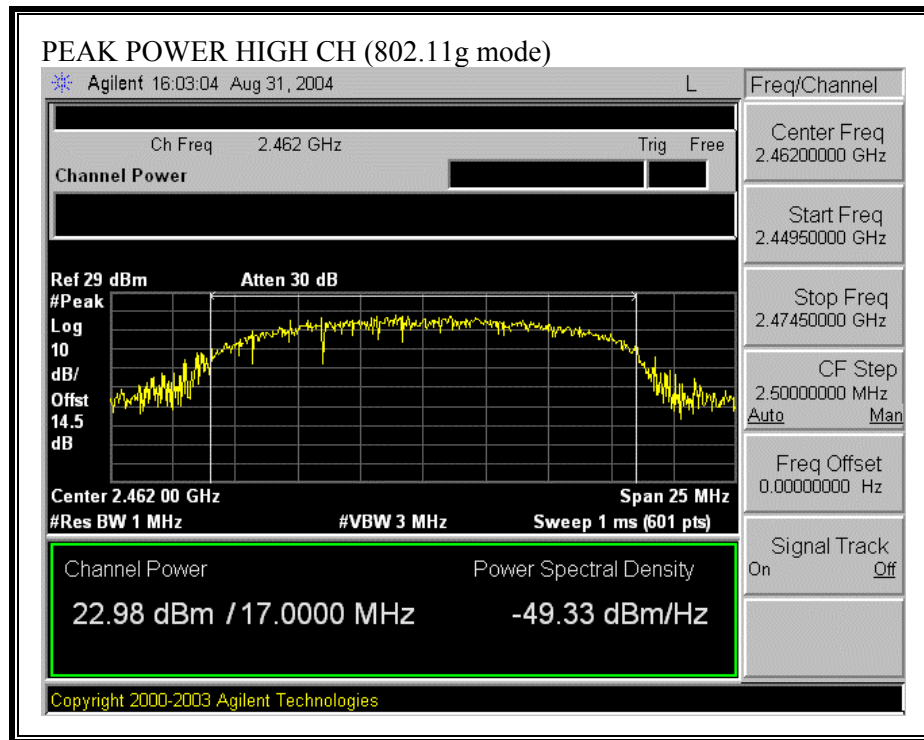 PEAK POWER HIGH CH (802.11g mode)
Agilent 16:03:04 Aug 31, 2004 L
Freq/Channel
Ch Freq 2.462 GHz Trig Free
Channel Power
Center Freq
2.46200000 GHz
Start Freq
2.44950000 GHz
Stop Freq
2.47450000 GHz
CF Step
2.50000000 MHz
Auto Man
Freq Offset
0.00000000 Hz
Signal Track
On Off
Ref 29 dBm Atten 30 dB
#Peak
Log
10
dB/
Offst
14.5
dB
Center 2.462 00 GHz Span 25 MHz
#Res BW 1 MHz #VBW 3 MHz Sweep 1 ms (601 pts)
Channel Power Power Spectral Density
22.98 dBm / 17.0000 MHz -49.33 dBm/Hz
Copyright 2000-2003 Agilent Technologies